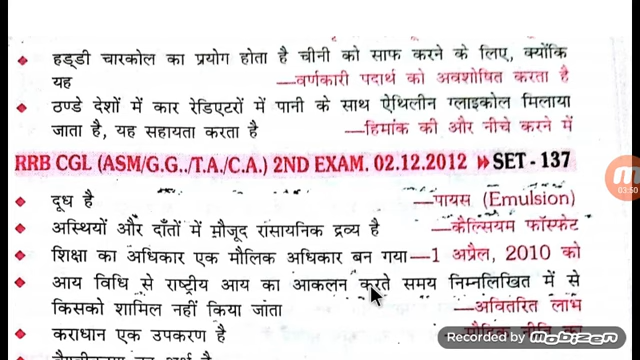 हड्डी चारकोल का प्रयोग होता है चीनी को साफ करने के लिए, क्योंकि
यह —वर्णकारी पदार्थ को अवशोषित करता है
ठण्डे देशों में कार रेडिएटरों में पानी के साथ ऐथिलीन ग्लाइकोल मिलाया
जाता है, यह सहायता करता है —हिमांक की और नीचे करने में
RRB CGL (ASM/G.G../T.A./C.A.) 2ND EXAM. 02.12.2012 SET - 137
03
03:50
दूध है —पायस (Emulsion)
अस्थियों और दाँतों में मौजूद रासायनिक द्रव्य है —कैल्सियम फॉस्फेट
शिक्षा का अधिकार एक मौलिक अधिकार बन गया —1 अप्रैल, 2010 को
आय विधि से राष्ट्रीय आय का आकलन करते समय निम्नलिखित में से
किसको शामिल नहीं किया जाता —अवितरित लाभ
कराधान एक उपकरण है
Recorded by mobizen